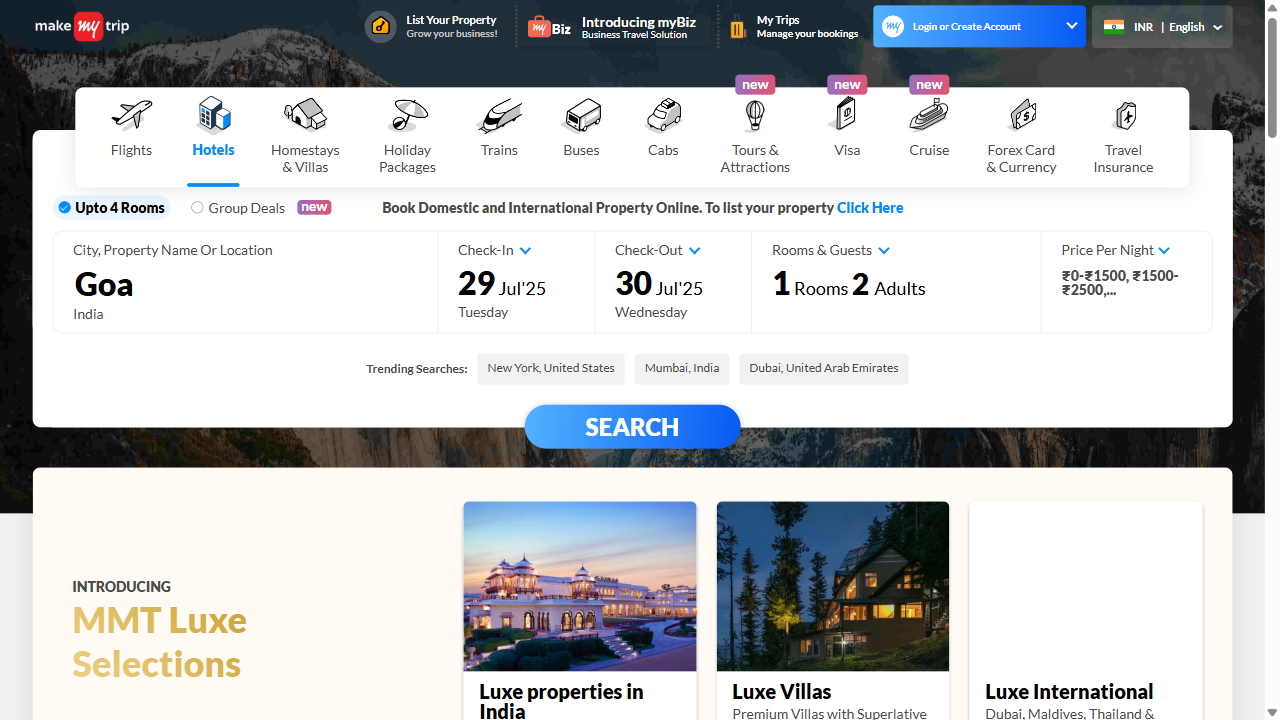 make my trip
List Your Property
Grow your business!
my Biz
Introducing myBiz
Business Travel Solution
My Trips
Manage your bookings
my
Login or Create Account
INR | English
new
new
new
Flights
Hotels
Homestays
& Villas
Holiday
Packages
Trains
Buses
Cabs
Tours &
Attractions
Visa
Cruise
Forex Card
& Currency
Travel
Insurance
Upto 4 Rooms
Group Deals
new
Book Domestic and International Property Online. To list your property Click Here
City, Property Name Or Location
Goa
India
Check-In
29 Jul'25
Tuesday
Check-Out
30 Jul'25
Wednesday
Rooms & Guests
1 Rooms 2 Adults
Price Per Night
₹0-₹1500, ₹1500-
₹2500,...
Trending Searches:
New York, United States
Mumbai, India
Dubai, United Arab Emirates
SEARCH
INTRODUCING
MMT Luxe
Selections
Luxe properties in
India
Luxe Villas
Premium Villas with Superlative
Luxe International
Dubai, Maldives, Thailand &